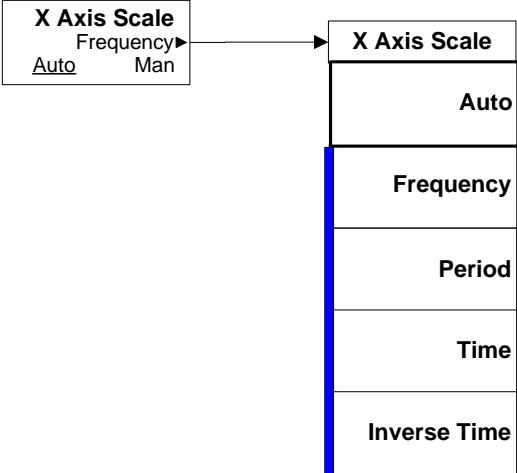 X Axis Scale
Frequency▶
Auto Man
X Axis Scale
Auto
Frequency
Period
Time
Inverse Time